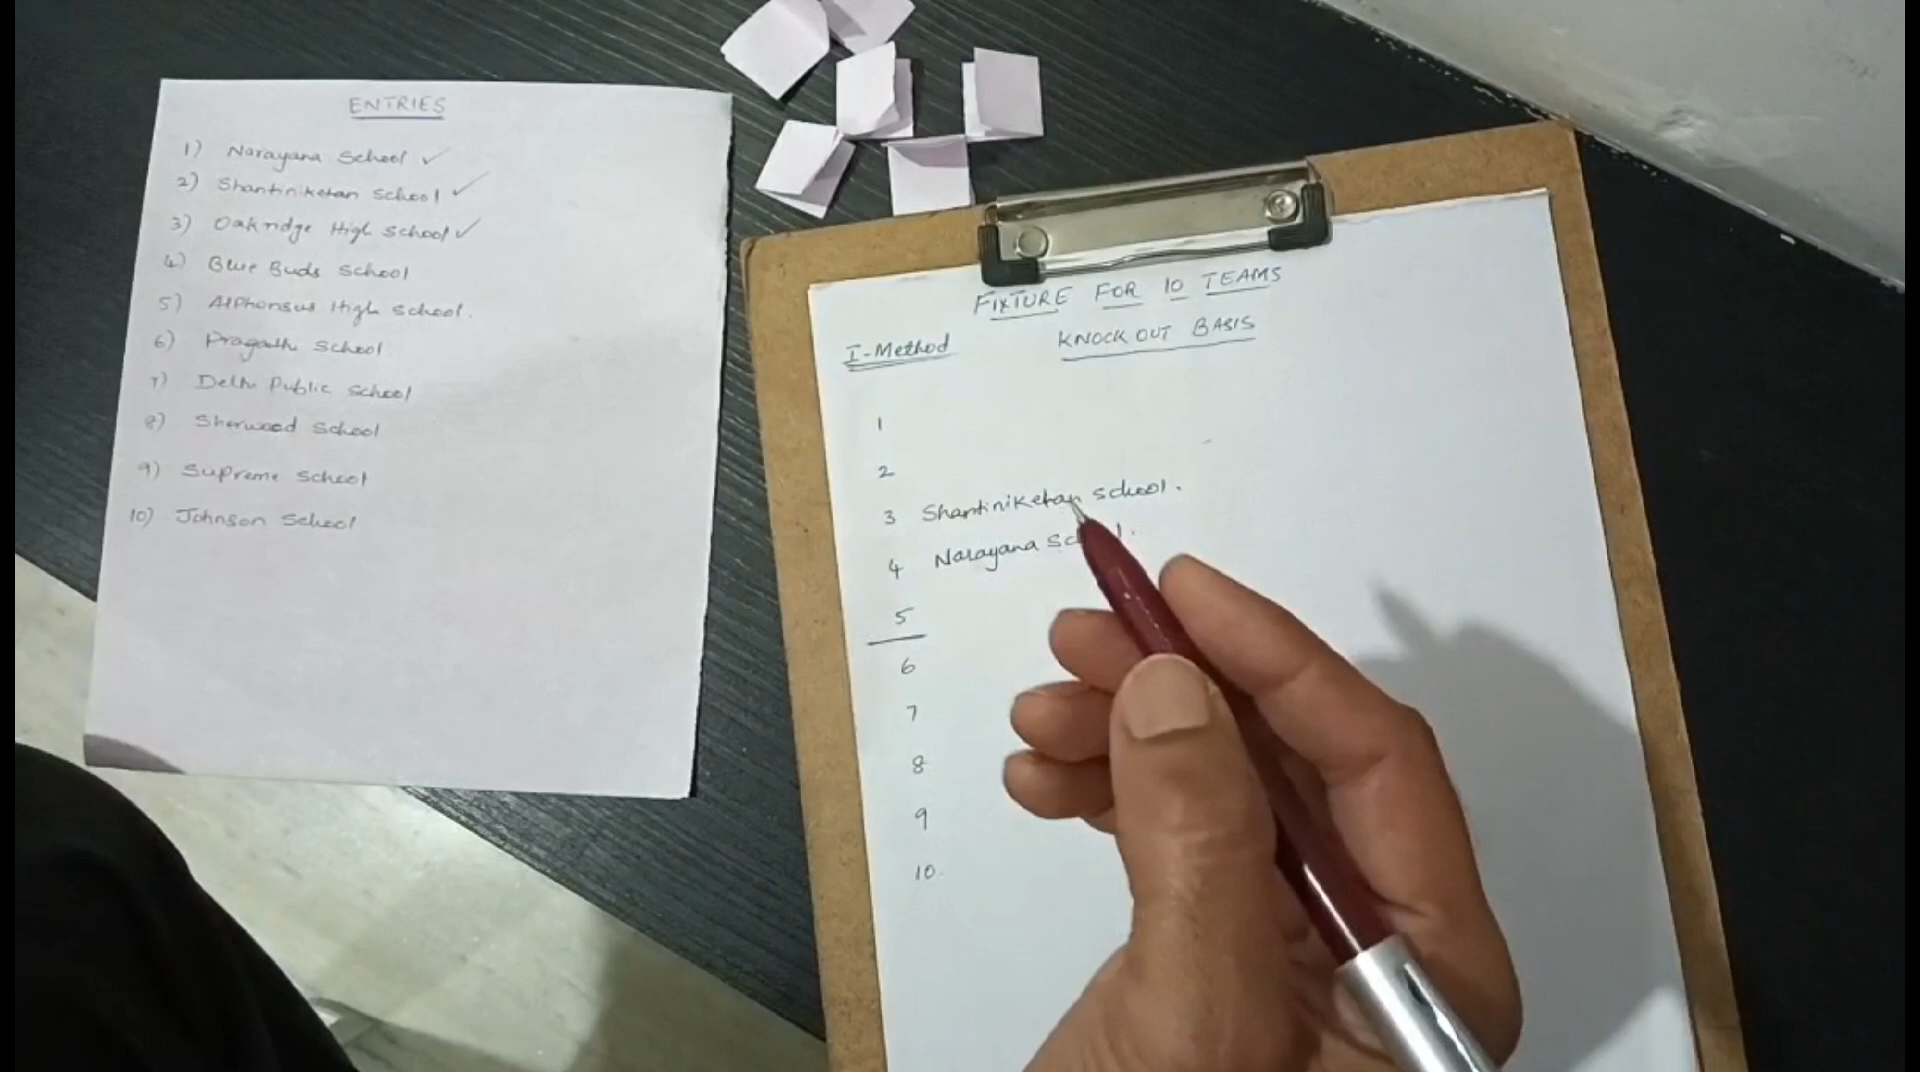 ENTRIES
1) Narayana School ✓
2) Shantiniketan School ✓
3) Oakridge High School ✓
4) Blue Buds School
5) Alphonsus High School.
6) Pragathi School
7) Delhi Public School
8) Sherwood School
9) Supreme School
10) Johnson School
FIXTURE FOR 10 TEAMS
KNOCK OUT BASIS
I-Method
1
2
3 Shantiniketan School.
4 Narayana
5
6
7
8
9
10.